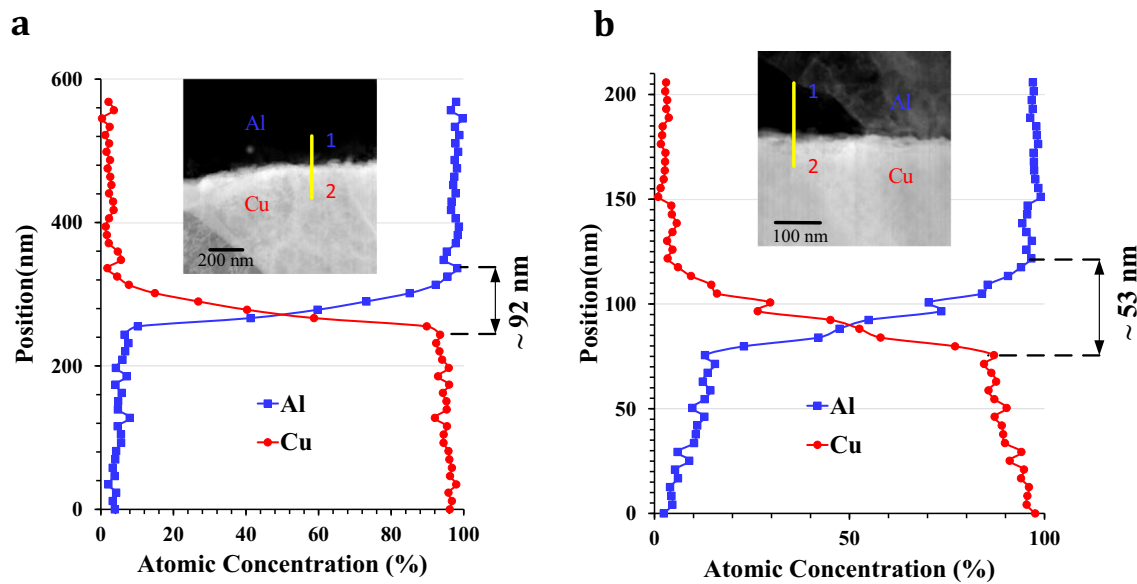 a
600
400
200
0
0 20 40 60 80 100
Position(nm)
Atomic Concentration (%)
Al
1
2
Cu
200 nm
~ 92 nm
Al
Cu
b
200
150
100
50
0
0 50 100
Position(nm)
Atomic Concentration (%)
1
Al
2
Cu
100 nm
~ 53 nm
Al
Cu